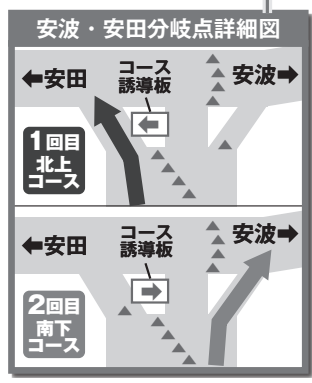 安波・安田分岐点詳細図
←安田
コース
誘導板
安波→
←
1回目
北上
コース
←安田
コース
誘導板
安波→
→
2回目
南下
コース